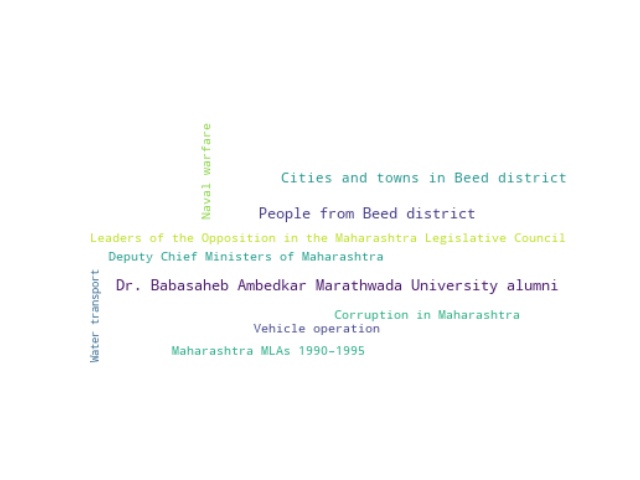 Naval warfare
Cities and towns in Beed district
People from Beed district
Leaders of the Opposition in the Maharashtra Legislative Council
Deputy Chief Ministers of Maharashtra
Water transport
Dr. Babasaheb Ambedkar Marathwada University alumni
Corruption in Maharashtra
Vehicle operation
Maharashtra MLAs 1990–1995